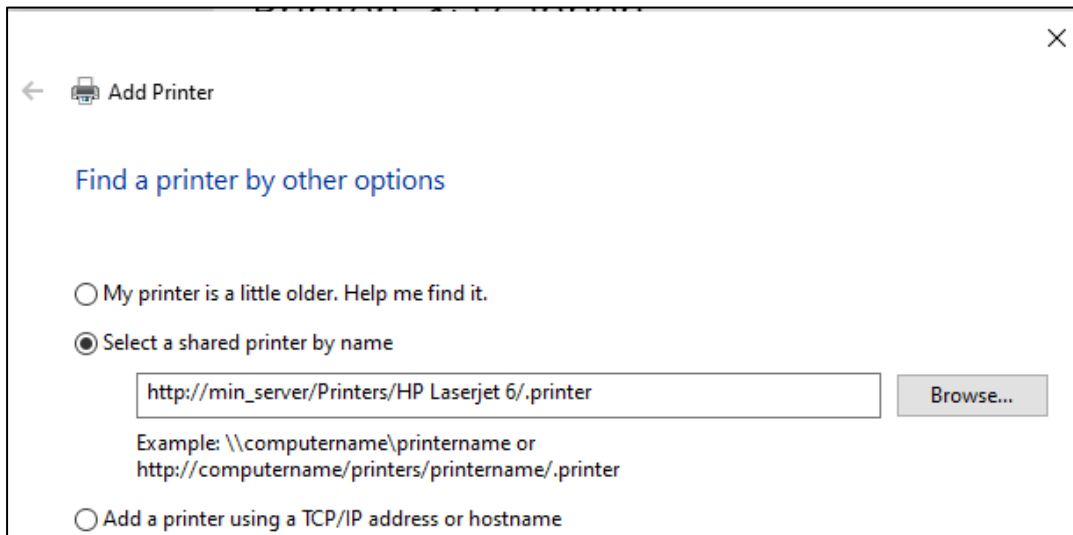 Add Printer
Find a printer by other options
My printer is a little older. Help me find it.
Select a shared printer by name
http://min_server/Printers/HP Laserjet 6/.printer
Browse...
Example: \\computername\printername or
http://computername/printers/printername/.printer
Add a printer using a TCP/IP address or hostname